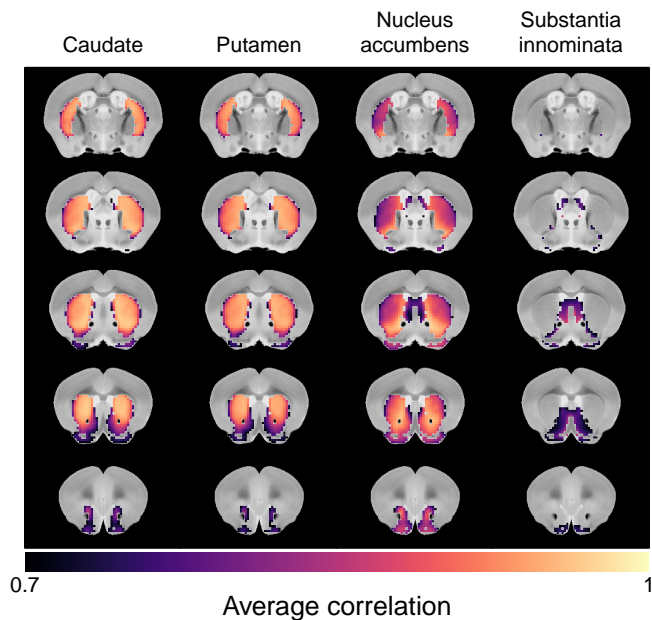 Caudate
Putamen
Nucleus
accumbens
Substantia
innominata
0.7
1
Average correlation